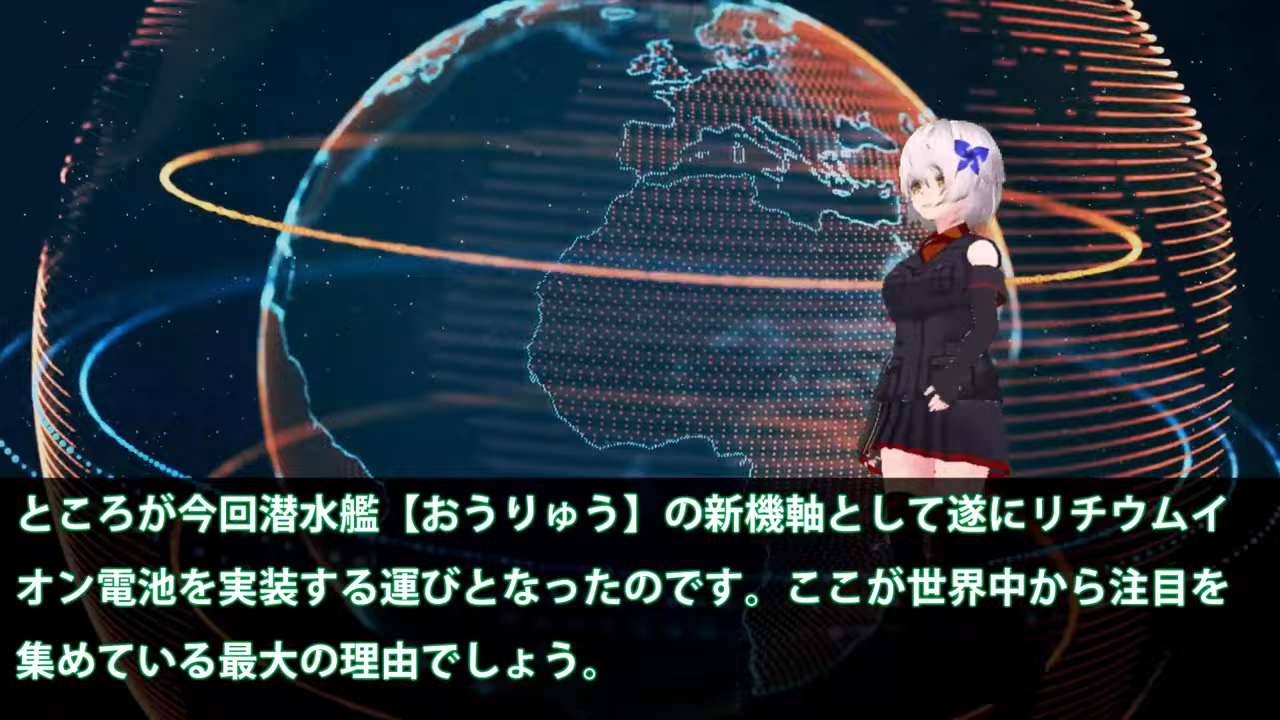 ところが今回潜水艦【おうりゅう】の新機軸として遂にリチウムイ
オン電池を実装する運びとなったのです。ここが世界中から注目を
集めている最大の理由でしょう。